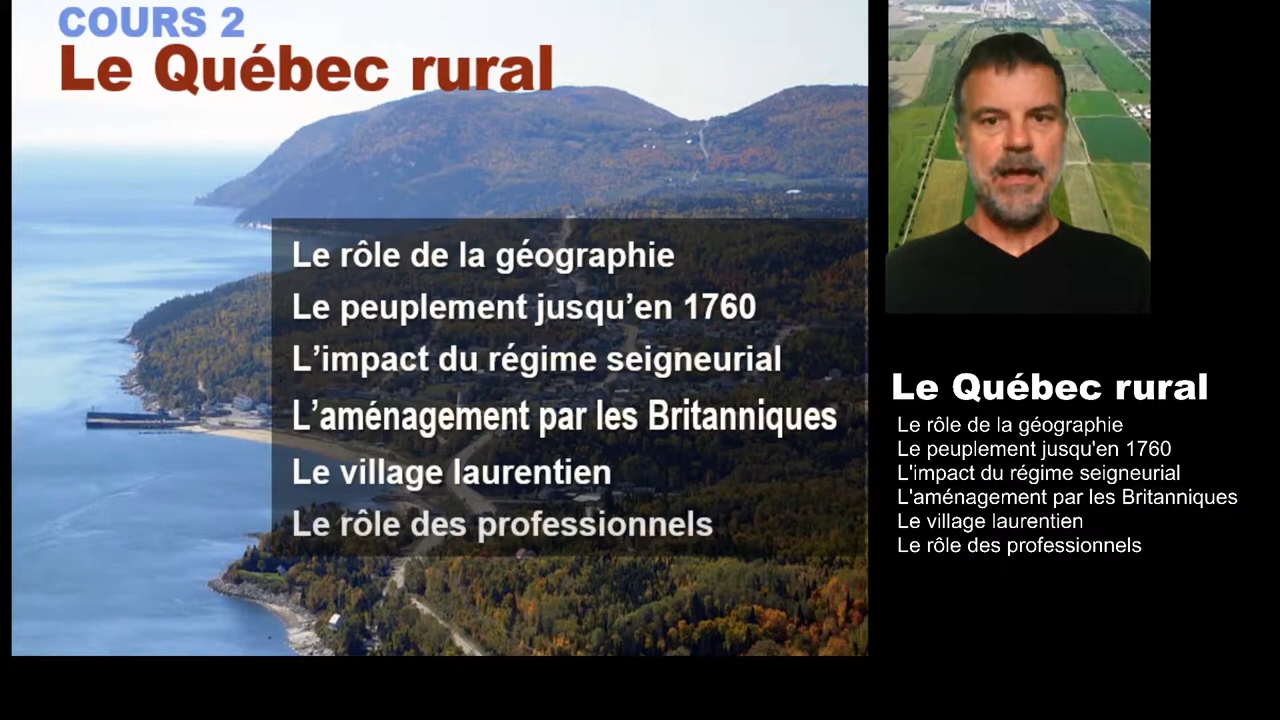 COURS 2
Le Québec rural
Le rôle de la géographie
Le peuplement jusqu’en 1760
L’impact du régime seigneurial
L’aménagement par les Britanniques
Le village laurentien
Le rôle des professionnels
Le Québec rural
Le rôle de la géographie
Le peuplement jusqu'en 1760
L'impact du régime seigneurial
L'aménagement par les Britanniques
Le village laurentien
Le rôle des professionnels